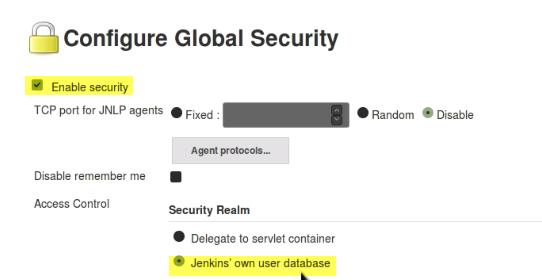 Configure Global Security
Enable security
TCP port for JNLP agents Fixed : Random Disable
Agent protocols...
Disable remember me
Access Control
Security Realm
Delegate to servlet container
Jenkins' own user database